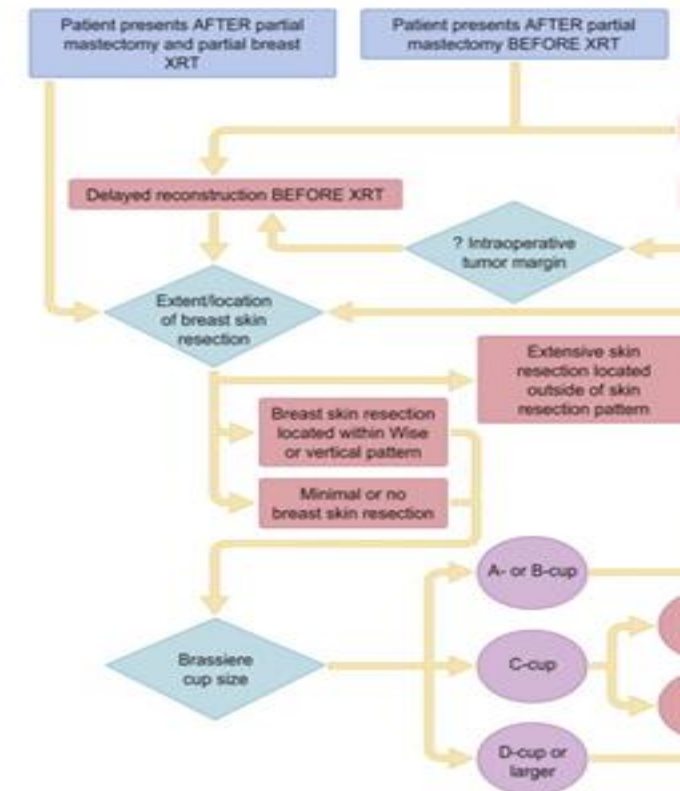 Patient presents AFTER partial
mastectomy and partial breast
XRT
Patient presents AFTER partial
mastectomy BEFORE XRT
Delayed reconstruction BEFORE XRT
? Intraoperative
tumor margin
Extent/location
of breast skin
resection
Extensive skin
resection located
outside of skin
resection pattern
Breast skin resection
located within Wise
or vertical pattern
Minimal or no
breast skin resection
A- or B-cup
Brassiere
cup size
C-cup
D-cup or
larger